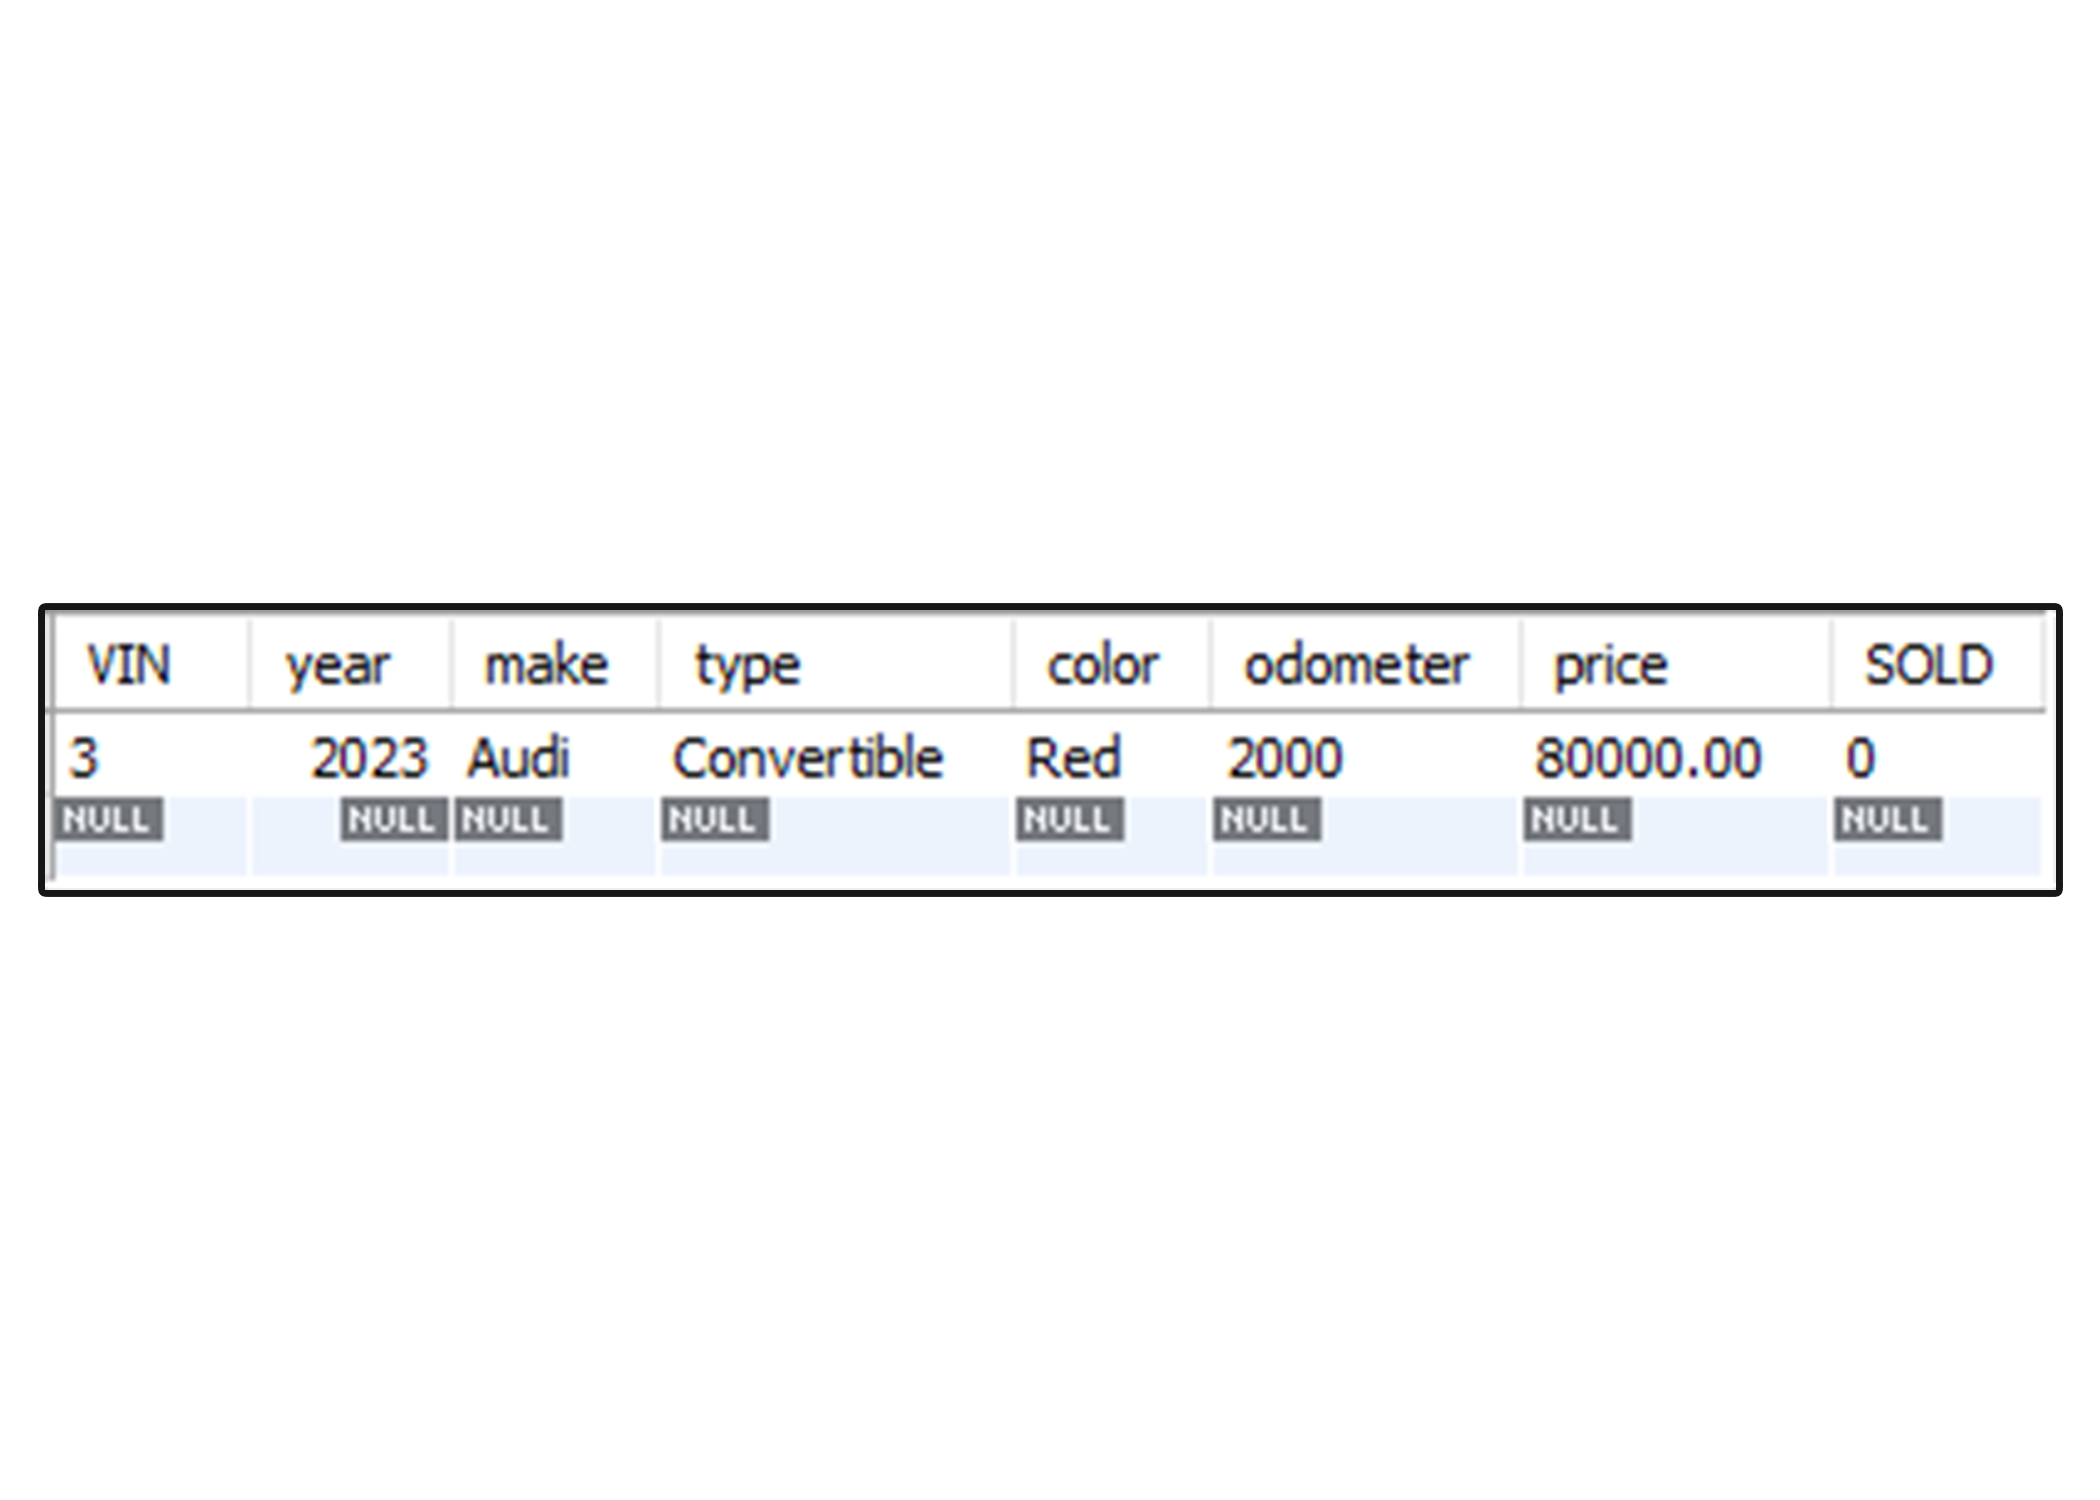 VIN year make type color odometer price SOLD
3 2023 Audi Convertible Red 2000 80000.00 0
NULL NULL NULL NULL NULL NULL NULL NULL